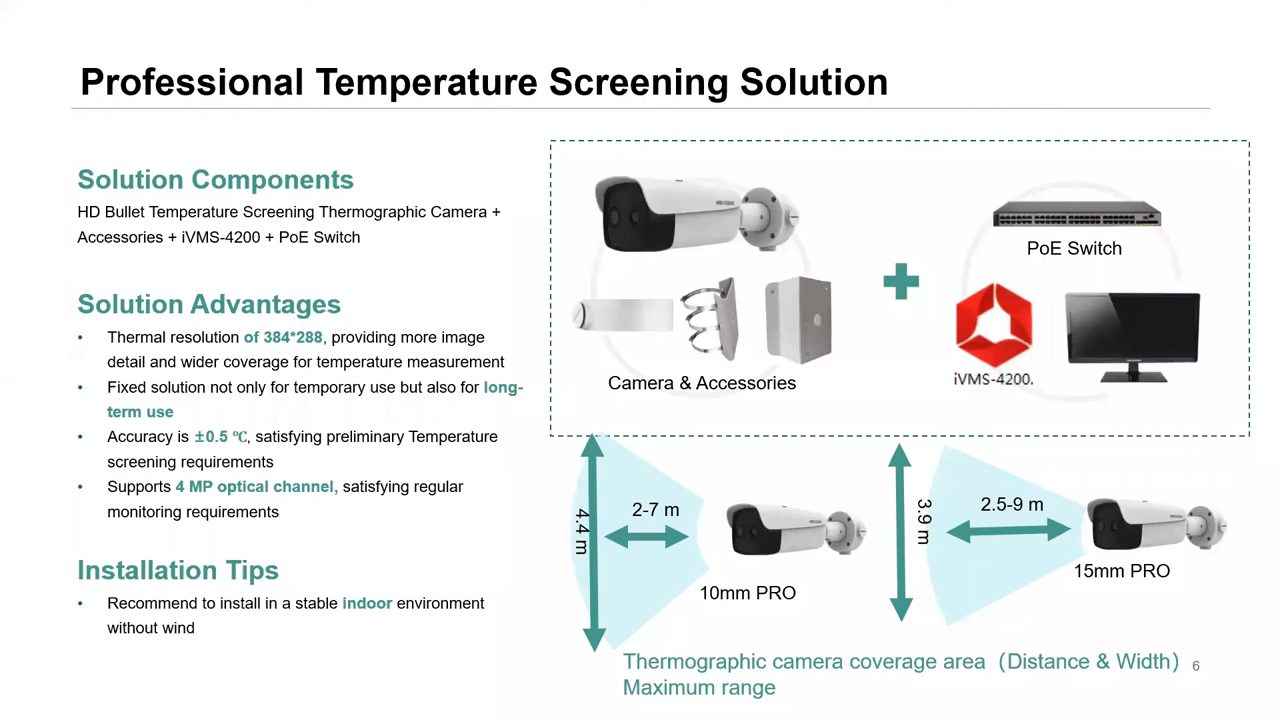 Professional Temperature Screening Solution
Solution Components
HD Bullet Temperature Screening Thermographic Camera +
Accessories + iVMS-4200 + PoE Switch
Solution Advantages
• Thermal resolution of 384*288, providing more image
detail and wider coverage for temperature measurement
• Fixed solution not only for temporary use but also for long-
term use
• Accuracy is ±0.5 ℃, satisfying preliminary Temperature
screening requirements
• Supports 4 MP optical channel, satisfying regular
monitoring requirements
Installation Tips
• Recommend to install in a stable indoor environment
without wind
HIKVISION
Camera & Accessories
PoE Switch
iVMS-4200.
4.4 m
2-7 m
10mm PRO
3.9 m
2.5-9 m
15mm PRO
Thermographic camera coverage area（Distance & Width）
Maximum range
6